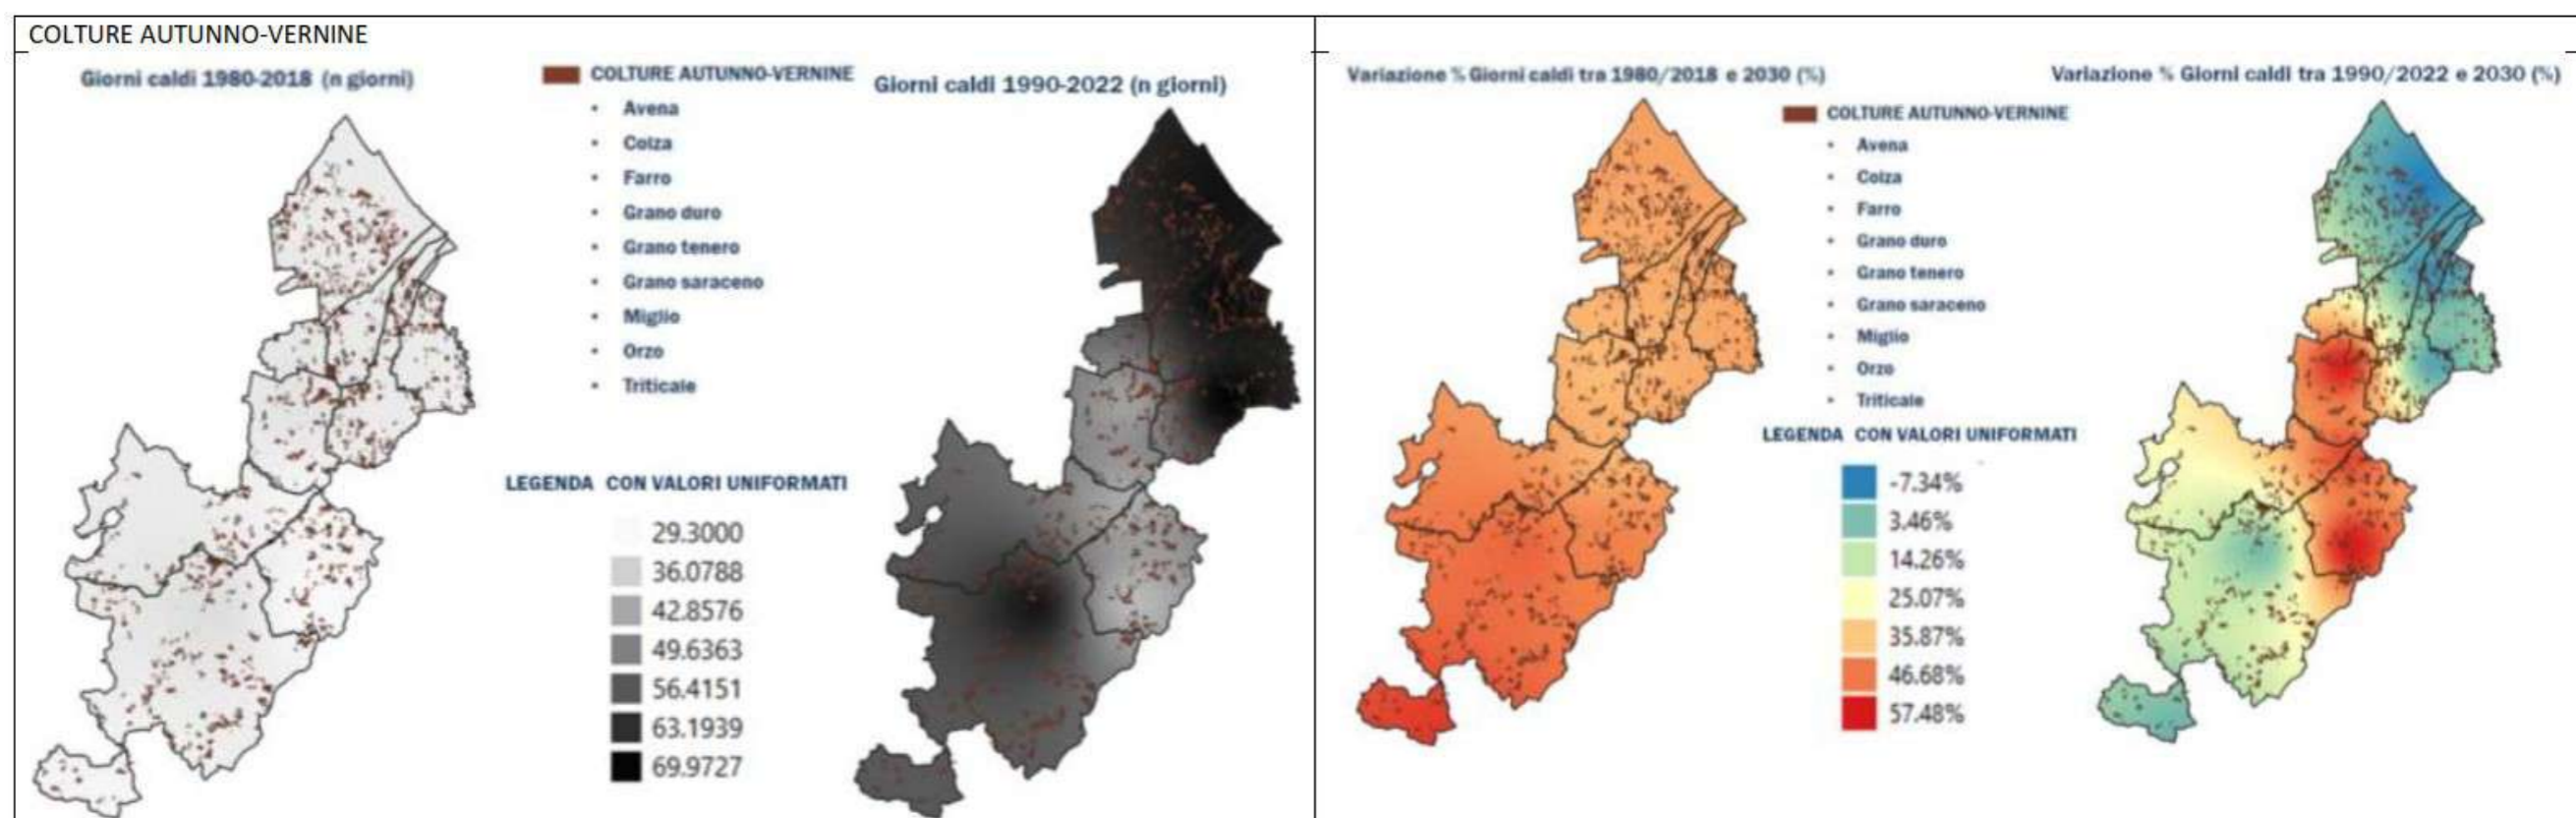 COLTURE AUTUNNO-VERNINE
Giorni caldi 1980-2018 (n giorni)
COLTURE AUTUNNO-VERNINE
• Avena
• Colza
• Farro
• Grano duro
• Grano tenero
• Grano saraceno
• Miglio
• Orzo
• Triticale
LEGENDA CON VALORI UNIFORMATI
29.3000
36.0788
42.8576
49.6363
56.4151
63.1939
69.9727
Giorni caldi 1990-2022 (n giorni)
Variazione % Giorni caldi tra 1980/2018 e 2030 (%)
COLTURE AUTUNNO-VERNINE
• Avena
• Colza
• Farro
• Grano duro
• Grano tenero
• Grano saraceno
• Miglio
• Orzo
• Triticale
LEGENDA CON VALORI UNIFORMATI
-7.34%
3.46%
14.26%
25.07%
35.87%
46.68%
57.48%
Variazione % Giorni caldi tra 1990/2022 e 2030 (%)